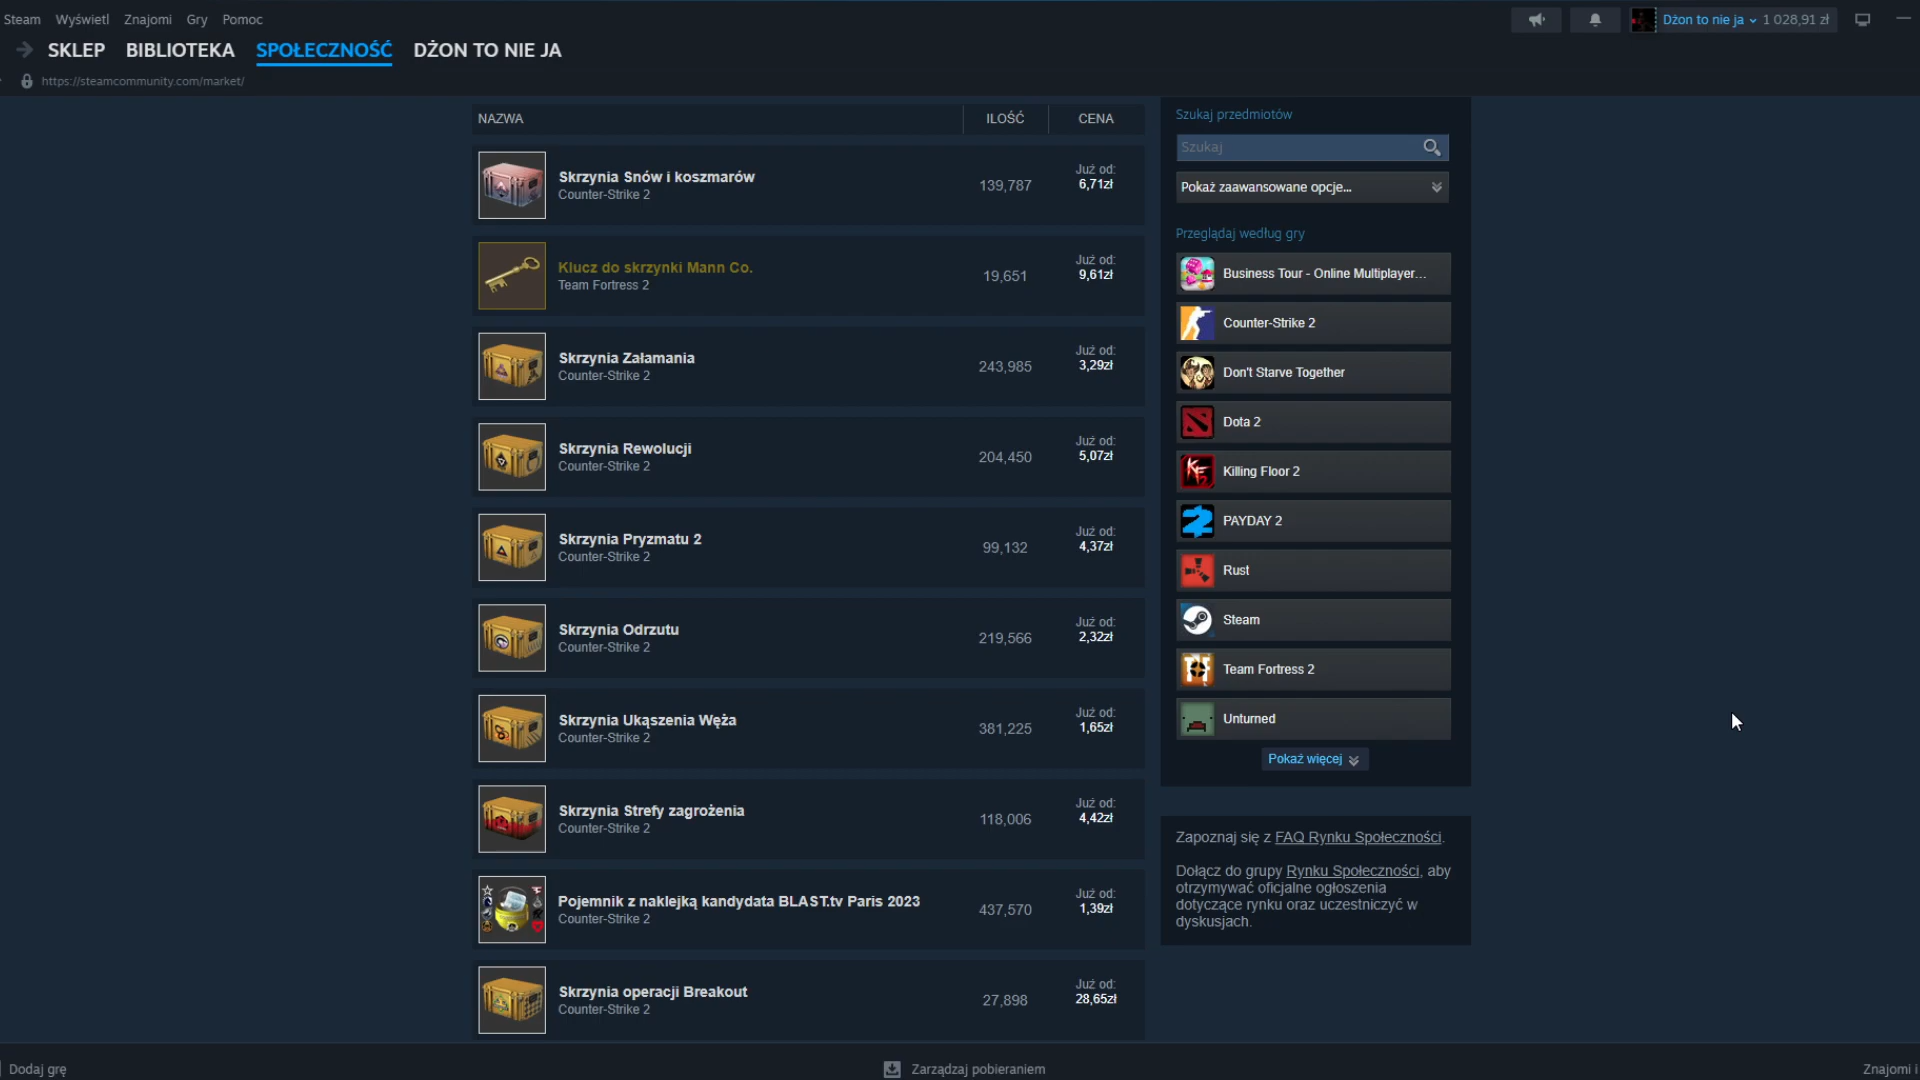 Steam Wyświetl Znajomi Gry Pomoc
Dżon to nie ja 1 028,91 zł
SKLEP BIBLIOTEKA SPOŁECZNOŚĆ DŻON TO NIE JA
https://steamcommunity.com/market/
NAZWA ILOŚĆ CENA
Skrzynia Snów i koszmarów
Counter-Strike 2
139,787
Już od:
6,71zł
Klucz do skrzynki Mann Co.
Team Fortress 2
19,651
Już od:
9,61zł
Skrzynia Załamania
Counter-Strike 2
243,985
Już od:
3,29zł
Skrzynia Rewolucji
Counter-Strike 2
204,450
Już od:
5,07zł
Skrzynia Pryzmatu 2
Counter-Strike 2
99,132
Już od:
4,37zł
Skrzynia Odrzutu
Counter-Strike 2
219,566
Już od:
2,32zł
Skrzynia Ukąszenia Węża
Counter-Strike 2
381,225
Już od:
1,65zł
Skrzynia Strefy zagrożenia
Counter-Strike 2
118,006
Już od:
4,42zł
Pojemnik z naklejką kandydata BLAST.tv Paris 2023
Counter-Strike 2
437,570
Już od:
1,39zł
Skrzynia operacji Breakout
Counter-Strike 2
27,898
Już od:
28,65zł
Szukaj przedmiotów
Szukaj
Pokaż zaawansowane opcje...
Przeglądaj według gry
Business Tour - Online Multiplayer...
Counter-Strike 2
Don't Starve Together
Dota 2
Killing Floor 2
PAYDAY 2
Rust
Steam
Team Fortress 2
Unturned
Pokaż więcej
Zapoznaj się z FAQ Rynku Społeczności.
Dołącz do grupy Rynku Społeczności, aby
otrzymywać oficjalne ogłoszenia
dotyczące rynku oraz uczestniczyć w
dyskusjach.
Dodaj grę
Zarządzaj pobieraniem
Znajomi i